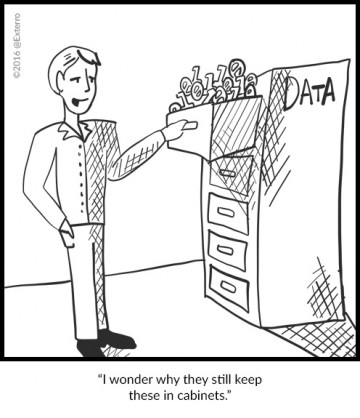 ©2016 @Exterro
DATA
“I wonder why they still keep
these in cabinets.”